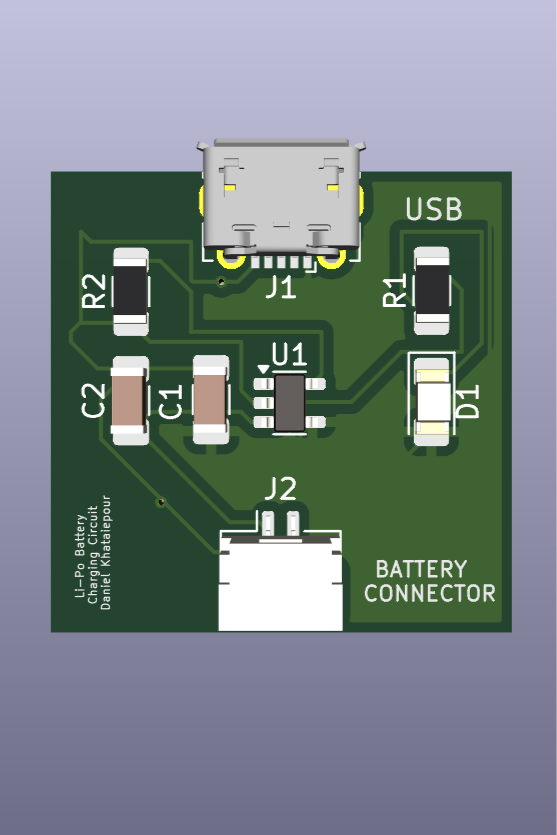 USB
R2
J1
R1
U1
C2
C1
D1
J2
Li-Po Battery
Charging Circuit
Daniel Khataiepour
BATTERY
CONNECTOR